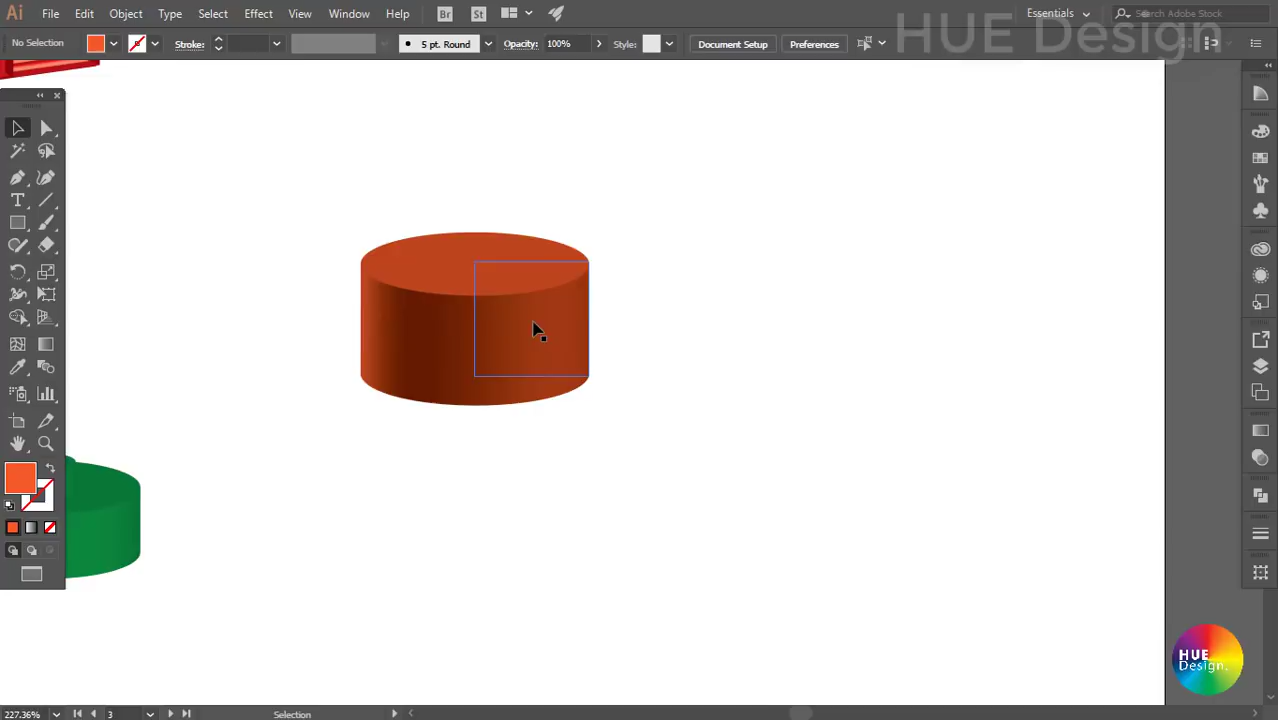 Ai File Edit Object Type Select Effect View Window Help Br St Essentials Search Adobe Stock
HUE Design
No Selection Stroke: 5 pt. Round Opacity: 100% Style: Document Setup Preferences
T
HUE
Design.
227.36% 3 Selection